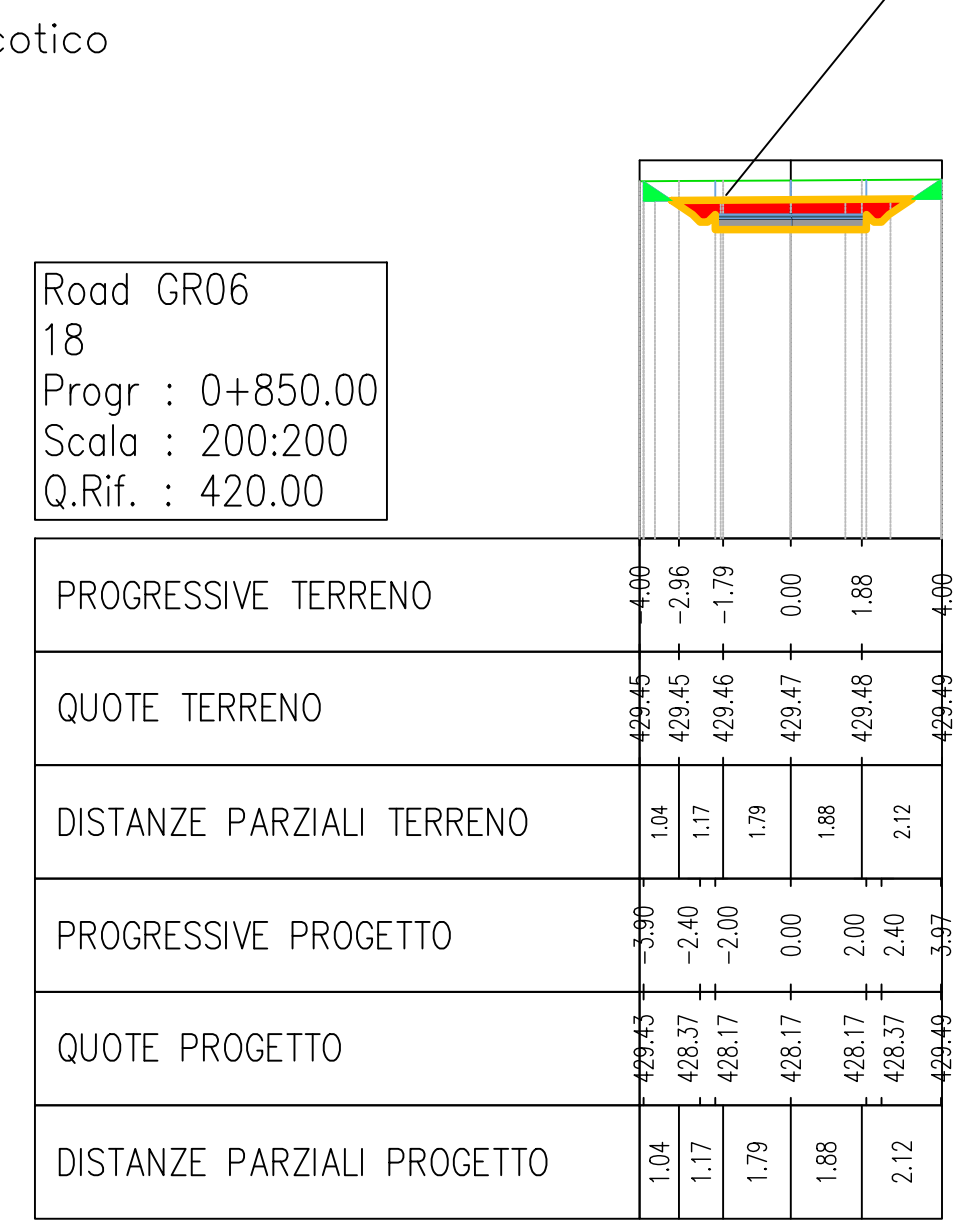 cotico
Road GR06
18
Progr : 0+850.00
Scala : 200:200
Q.Rif. : 420.00
PROGRESSIVE TERRENO -4.00 -2.96 -1.79 0.00 1.88 4.00
QUOTE TERRENO 429.45 429.45 429.46 429.47 429.48 429.49
DISTANZE PARZIALI TERRENO 1.04 1.17 1.79 1.88 2.12
PROGRESSIVE PROGETTO -3.90 -2.40 -2.00 0.00 2.00 2.40 3.97
QUOTE PROGETTO 429.43 428.37 428.17 428.17 428.17 428.37 429.49
DISTANZE PARZIALI PROGETTO 1.04 1.17 1.79 1.88 2.12